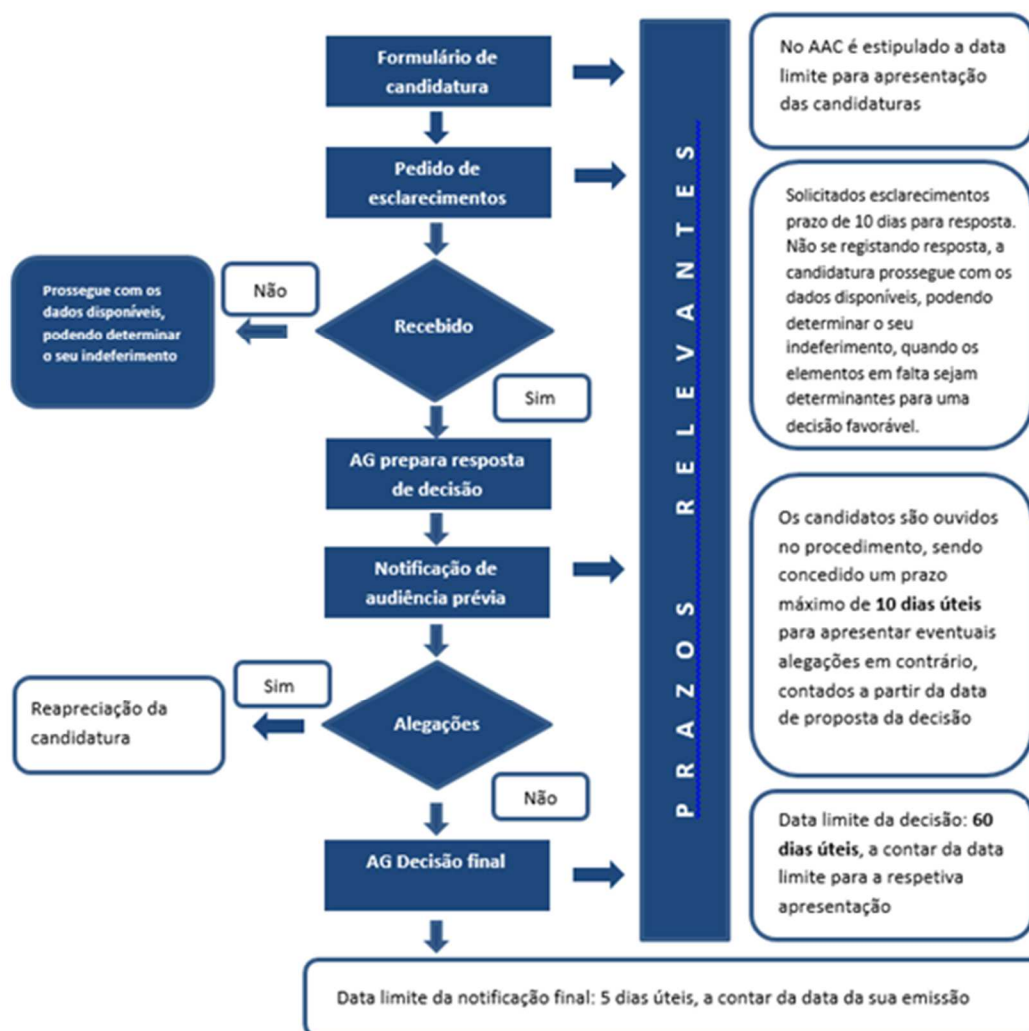 Formulário de
candidatura
No AAC é estipulado a data
limite para apresentação
das candidaturas
Pedido de
esclarecimentos
Solicitados esclarecimentos
prazo de 10 dias para resposta.
Não se registando resposta, a
candidatura prossegue com os
dados disponíveis, podendo
determinar o seu
indeferimento, quando os
elementos em falta sejam
determinantes para uma
decisão favorável.
Recebido
Não
Prossegue com os
dados disponíveis,
podendo determinar
o seu indeferimento
Sim
AG prepara resposta
de decisão
Notificação de
audiência prévia
Os candidatos são ouvidos
no procedimento, sendo
concedido um prazo
máximo de 10 dias úteis
para apresentar eventuais
alegações em contrário,
contados a partir da data
de proposta da decisão
Alegações
Sim
Reapreciação da
candidatura
Não
AG Decisão final
Data limite da decisão: 60
dias úteis, a contar da data
limite para a respetiva
apresentação
PRAZOS RELEVANTES
Data limite da notificação final: 5 dias úteis, a contar da data da sua emissão